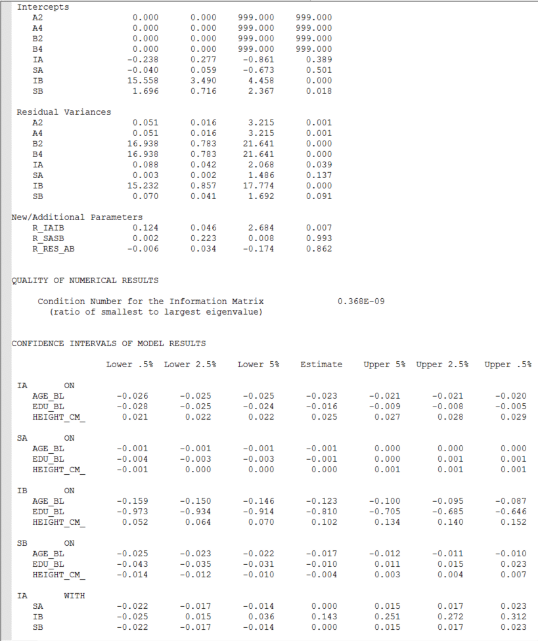 Intercepts
A2 0.000 0.000 999.000 999.000
A4 0.000 0.000 999.000 999.000
B2 0.000 0.000 999.000 999.000
B4 0.000 0.000 999.000 999.000
IA -0.238 0.277 -0.861 0.389
SA -0.040 0.059 -0.673 0.501
IB 15.558 3.490 4.458 0.000
SB 1.696 0.716 2.367 0.018
Residual Variances
A2 0.051 0.016 3.215 0.001
A4 0.051 0.016 3.215 0.001
B2 16.938 0.783 21.641 0.000
B4 16.938 0.783 21.641 0.000
IA 0.088 0.042 2.068 0.039
SA 0.003 0.002 1.486 0.137
IB 15.232 0.857 17.774 0.000
SB 0.070 0.041 1.692 0.091
New/Additional Parameters
R_IAIB 0.124 0.046 2.684 0.007
R_SASB 0.002 0.223 0.008 0.993
R_RES_AB -0.006 0.034 -0.174 0.862
QUALITY OF NUMERICAL RESULTS
Condition Number for the Information Matrix 0.368E-09
(ratio of smallest to largest eigenvalue)
CONFIDENCE INTERVALS OF MODEL RESULTS
Lower .5% Lower 2.5% Lower 5% Estimate Upper 5% Upper 2.5% Upper .5%
IA ON
AGE_BL -0.026 -0.025 -0.025 -0.023 -0.021 -0.021 -0.020
EDU_BL -0.028 -0.025 -0.024 -0.016 -0.009 -0.008 -0.005
HEIGHT_CM_ 0.021 0.022 0.022 0.025 0.027 0.028 0.029
SA ON
AGE_BL -0.001 -0.001 -0.001 -0.001 0.000 0.000 0.000
EDU_BL -0.004 -0.003 -0.003 -0.001 0.000 0.001 0.001
HEIGHT_CM_ -0.001 0.000 0.000 0.000 0.001 0.001 0.001
IB ON
AGE_BL -0.159 -0.150 -0.146 -0.123 -0.100 -0.095 -0.087
EDU_BL -0.973 -0.934 -0.914 -0.810 -0.705 -0.685 -0.646
HEIGHT_CM_ 0.052 0.064 0.070 0.102 0.134 0.140 0.152
SB ON
AGE_BL -0.025 -0.023 -0.022 -0.017 -0.012 -0.011 -0.010
EDU_BL -0.043 -0.035 -0.031 -0.010 0.011 0.015 0.023
HEIGHT_CM_ -0.014 -0.012 -0.010 -0.004 0.003 0.004 0.007
IA WITH
SA -0.022 -0.017 -0.014 0.000 0.015 0.017 0.023
IB -0.025 0.015 0.036 0.143 0.251 0.272 0.312
SB -0.022 -0.017 -0.014 0.000 0.015 0.017 0.023